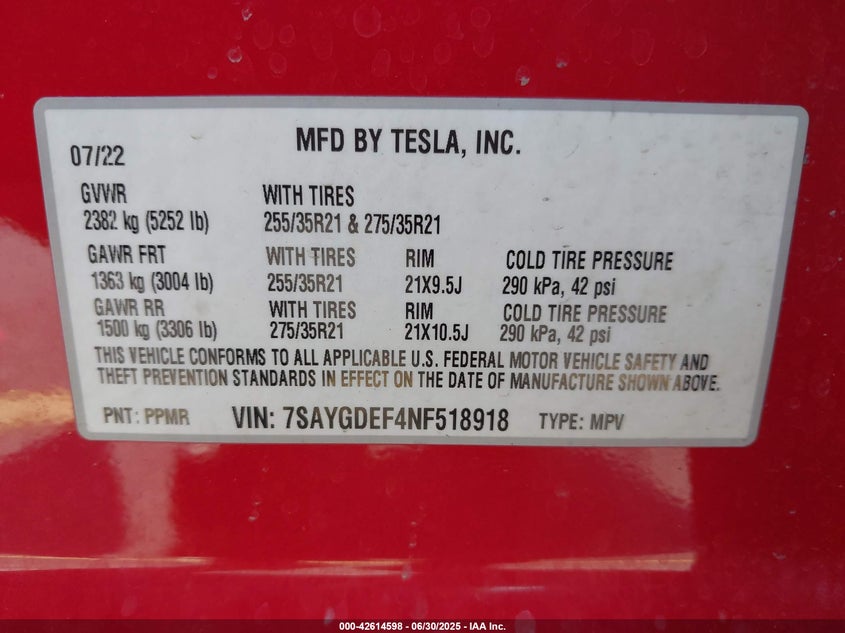 MFD BY TESLA, INC.
07/22
GVWR WITH TIRES
2382 kg (5252 lb) 255/35R21 & 275/35R21
GAWR FRT WITH TIRES RIM COLD TIRE PRESSURE
1363 kg (3004 lb) 255/35R21 21X9.5J 290 kPa, 42 psi
GAWR RR WITH TIRES RIM COLD TIRE PRESSURE
1500 kg (3306 lb) 275/35R21 21X10.5J 290 kPa, 42 psi
THIS VEHICLE CONFORMS TO ALL APPLICABLE U.S. FEDERAL MOTOR VEHICLE SAFETY AND
THEFT PREVENTION STANDARDS IN EFFECT ON THE DATE OF MANUFACTURE SHOWN ABOVE.
PNT: PPMR VIN: 7SAYGDEF4NF518918 TYPE: MPV
000-42614598 - 06/30/2025 - IAA Inc.